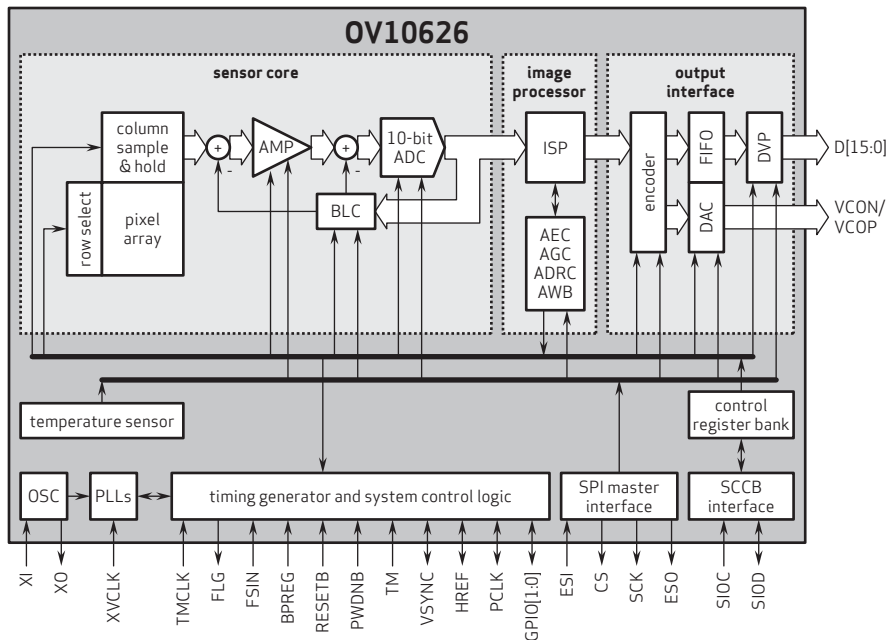 OV10626
sensor core
image
processor
output
interface
column
sample
& hold
+
-
AMP
+
-
10-bit
ADC
ISP
encoder
FIFO
DVP
D[15:0]
row select
pixel
array
BLC
AEC
AGC
ADRC
AWB
DAC
VCON/
VCOP
temperature sensor
control
register bank
OSC
PLLs
timing generator and system control logic
SPI master
interface
SCCB
interface
XI
XO
XVCLK
TMCLK
FLG
FSIN
BPREG
RESETB
PWDNB
TM
VSYNC
HREF
PCLK
GPIO[1:0]
ESI
CS
SCK
ESO
SIOC
SIOD